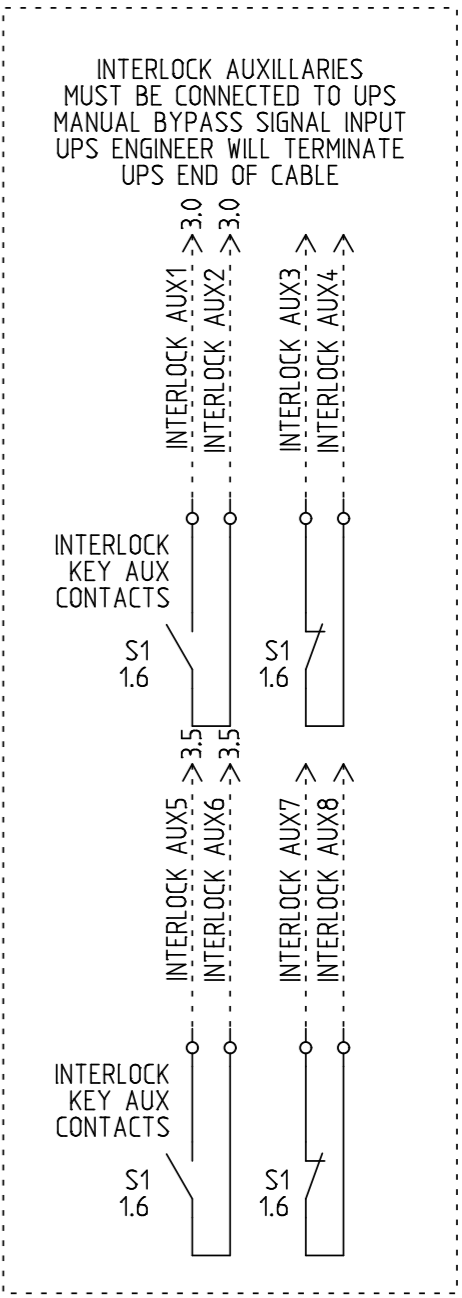 INTERLOCK AUXILLARIES
MUST BE CONNECTED TO UPS
MANUAL BYPASS SIGNAL INPUT
UPS ENGINEER WILL TERMINATE
UPS END OF CABLE
3.0
3.0
INTERLOCK AUX1
INTERLOCK AUX2
INTERLOCK AUX3
INTERLOCK AUX4
INTERLOCK
KEY AUX
CONTACTS
S1
1.6
S1
1.6
3.5
3.5
INTERLOCK AUX5
INTERLOCK AUX6
INTERLOCK AUX7
INTERLOCK AUX8
INTERLOCK
KEY AUX
CONTACTS
S1
1.6
S1
1.6